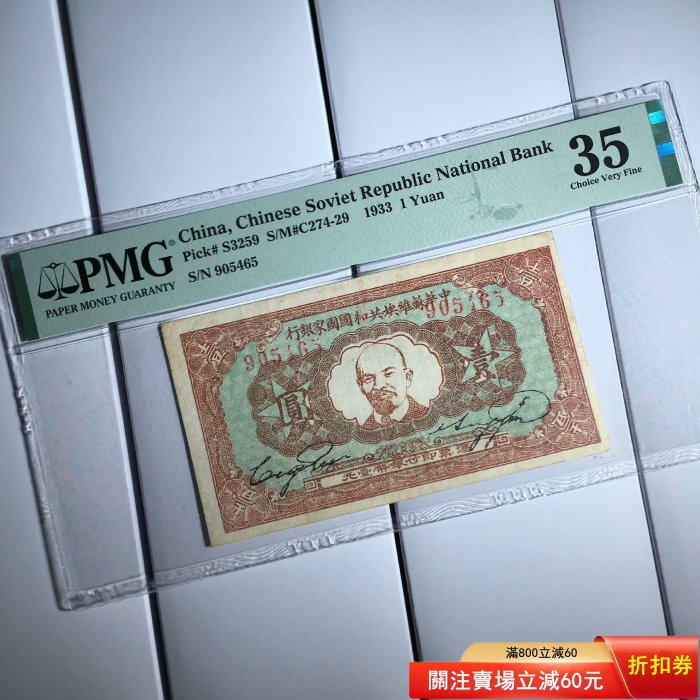 China, Chinese Soviet Republic National Bank
Pick# S3259 S/M#C274-29 1933 1 Yuan
S/N 905465
PMG®
PAPER MONEY GUARANTY
35
Choice Very Fine
行銀家國國和共埃維蘇華中
905465
905465
圓
壹
滿800立減60
關注賣場立減60元
折扣券